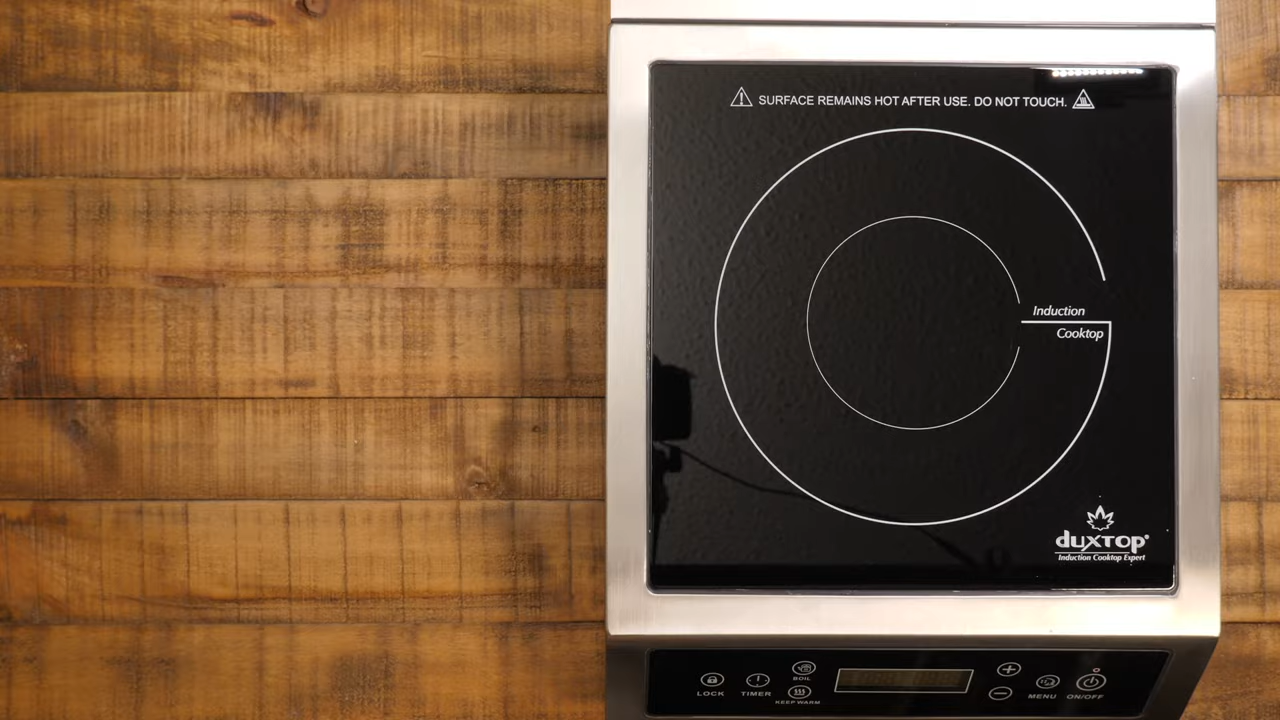 SURFACE REMAINS HOT AFTER USE. DO NOT TOUCH.
Induction
Cooktop
duxtop®
Induction Cooktop Expert
BOIL
LOCK TIMER MENU ON/OFF
KEEP WARM